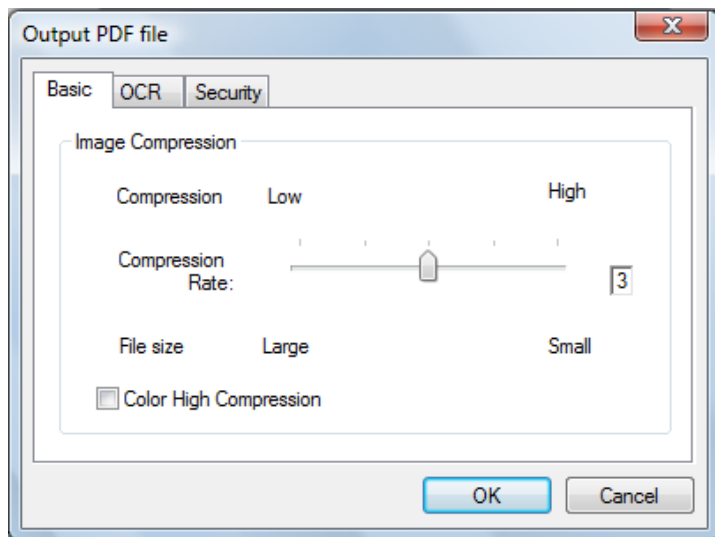 Output PDF file
Basic OCR Security
Image Compression
Compression Low High
Compression
Rate: 3
File size Large Small
Color High Compression
OK Cancel